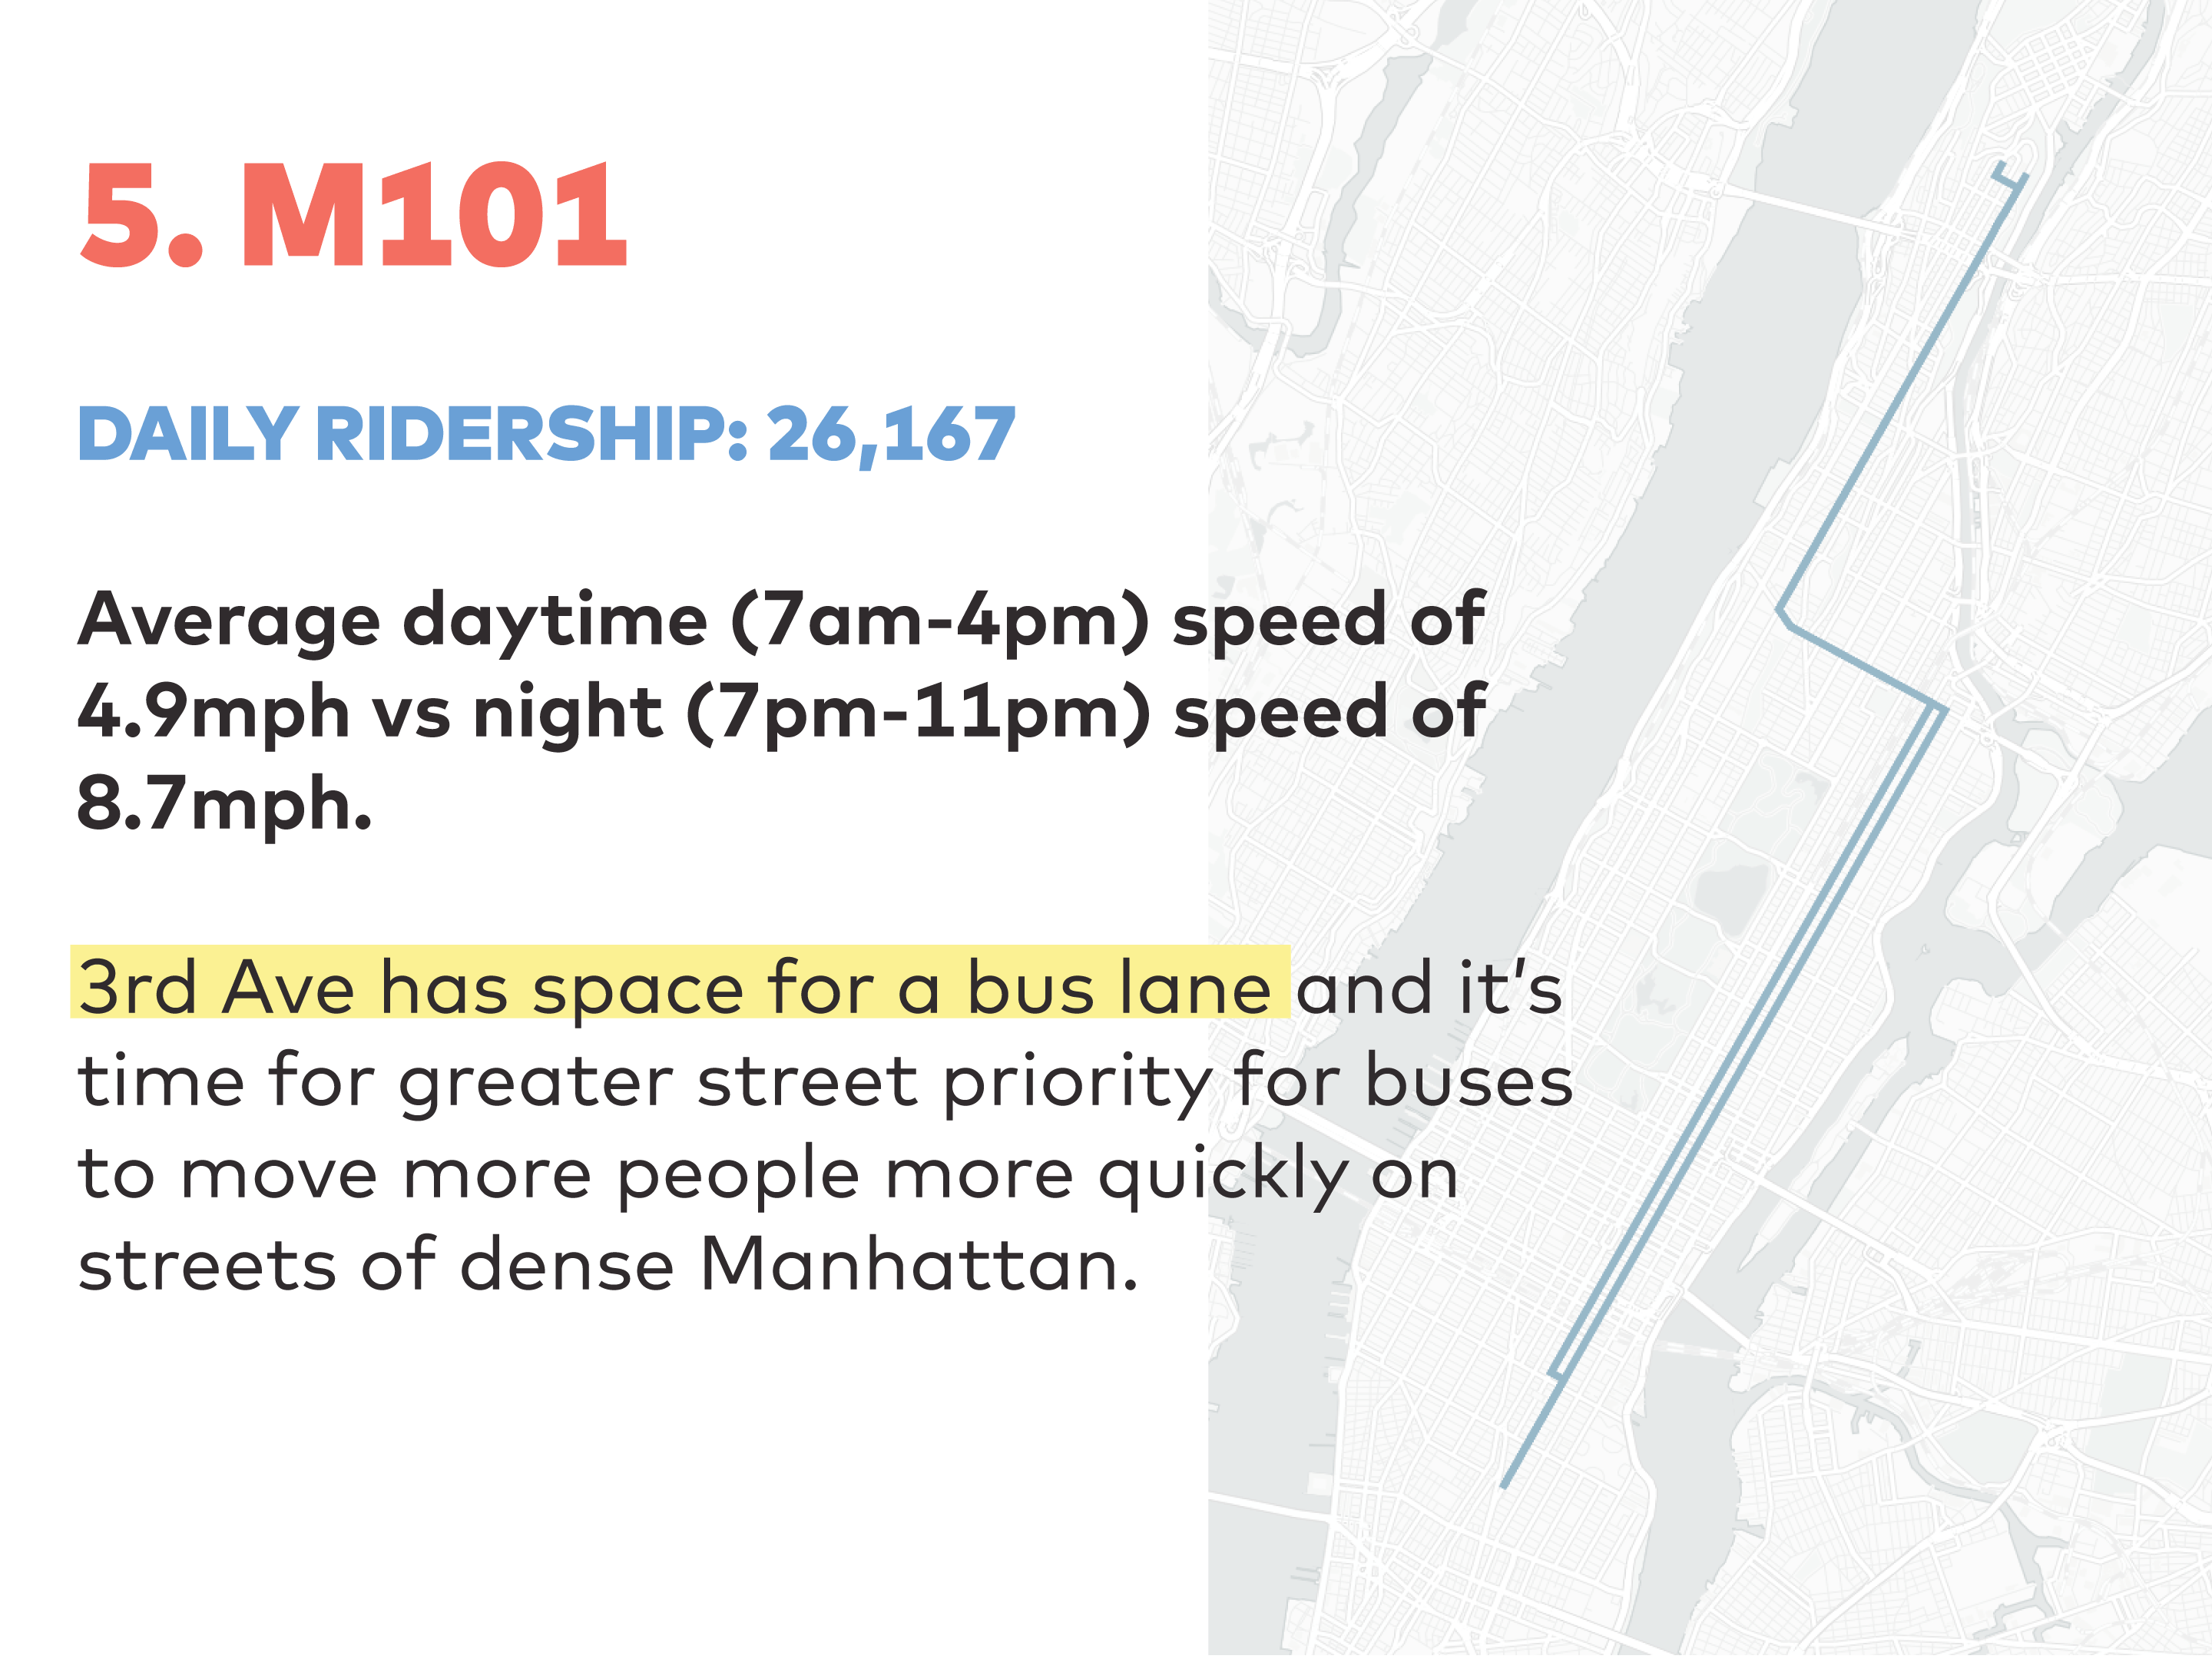 5. M101
DAILY RIDERSHIP: 26,167
Average daytime (7am-4pm) speed of
4.9mph vs night (7pm-11pm) speed of
8.7mph.
3rd Ave has space for a bus lane and it’s
time for greater street priority for buses
to move more people more quickly on
streets of dense Manhattan.